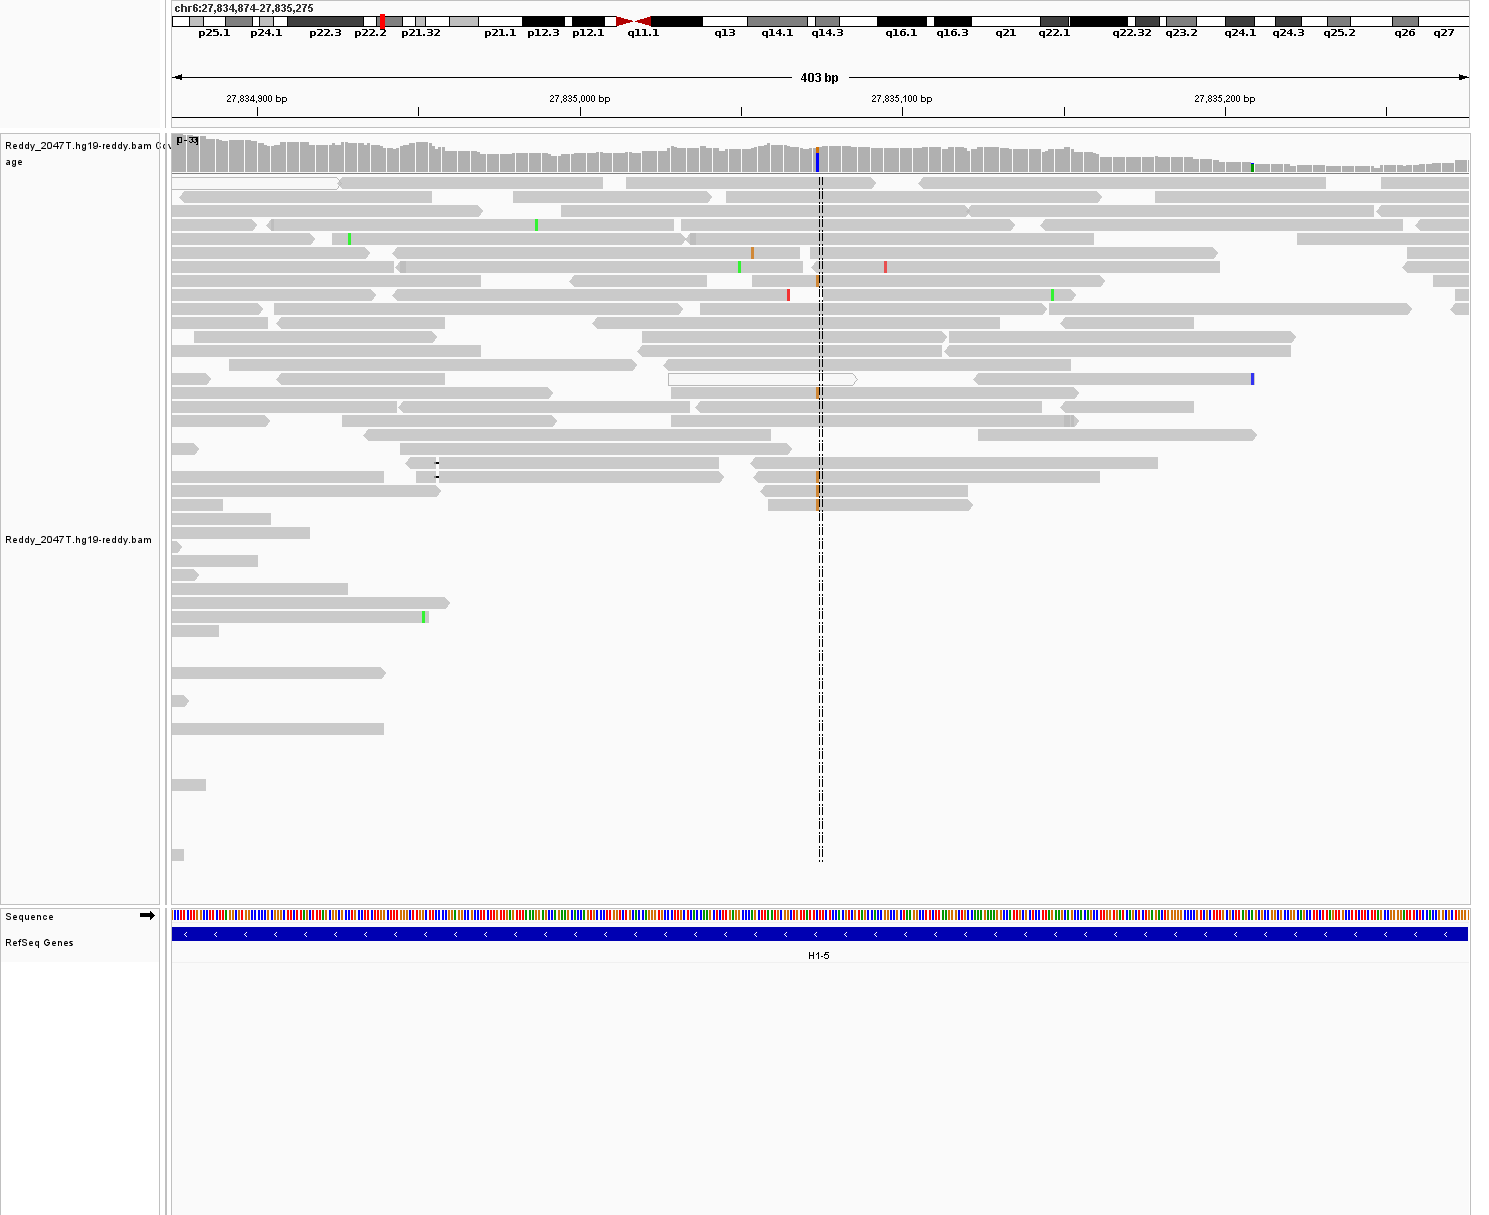 chr6:27,834,874-27,835,275
p25.1 p24.1 p22.3 p22.2 p21.32 p21.1 p12.3 p12.1 q11.1 q13 q14.1 q14.3 q16.1 q16.3 q21 q22.1 q22.32 q23.2 q24.1 q24.3 q25.2 q26 q27
403 bp
27,834,900 bp 27,835,000 bp 27,835,100 bp 27,835,200 bp
Reddy_2047T.hg19-reddy.bam Cov
age
Reddy_2047T.hg19-reddy.bam
Sequence
RefSeq Genes
H1-5